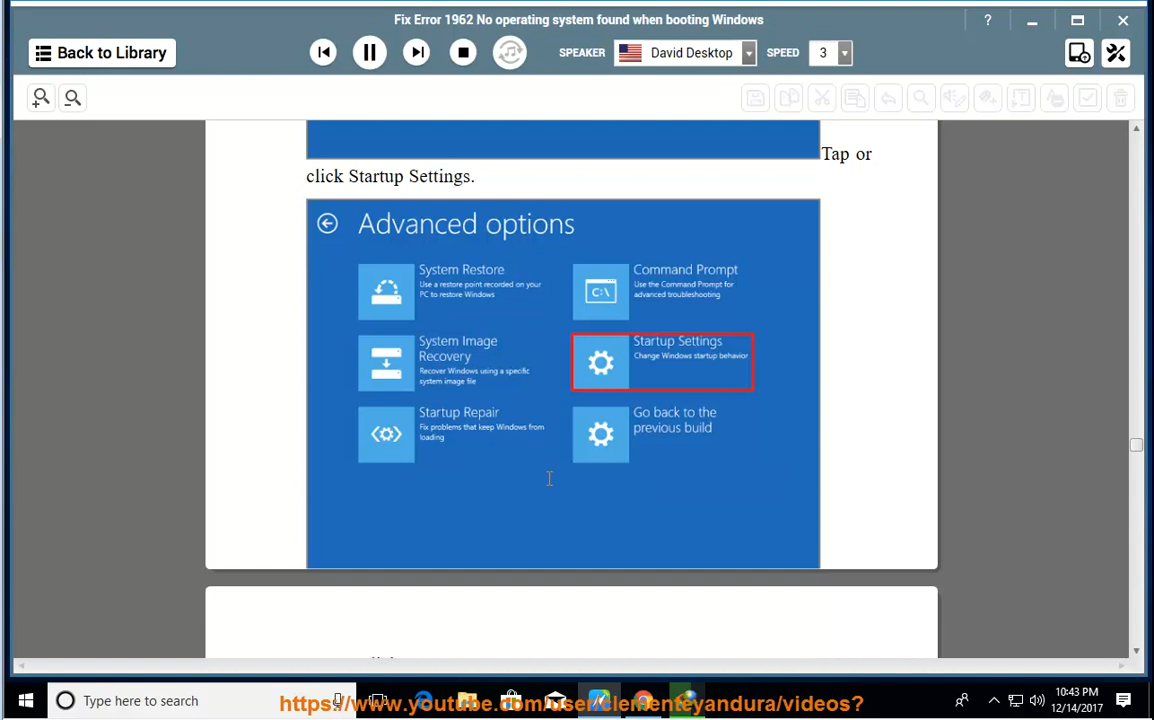 Fix Error 1962 No operating system found when booting Windows
?
Back to Library
SPEAKER
David Desktop
SPEED
3
Tap or
click Startup Settings.
Advanced options
System Restore
Use a restore point recorded on your
PC to restore Windows
Command Prompt
Use the Command Prompt for
advanced troubleshooting
C:\
System Image
Recovery
Recover Windows using a specific
system image file
Startup Settings
Change Windows startup behavior
Startup Repair
Fix problems that keep Windows from
loading
Go back to the
previous build
Type here to search
https://www.youtube.com/user/clementeyandura/videos?
10:43 PM
12/14/2017